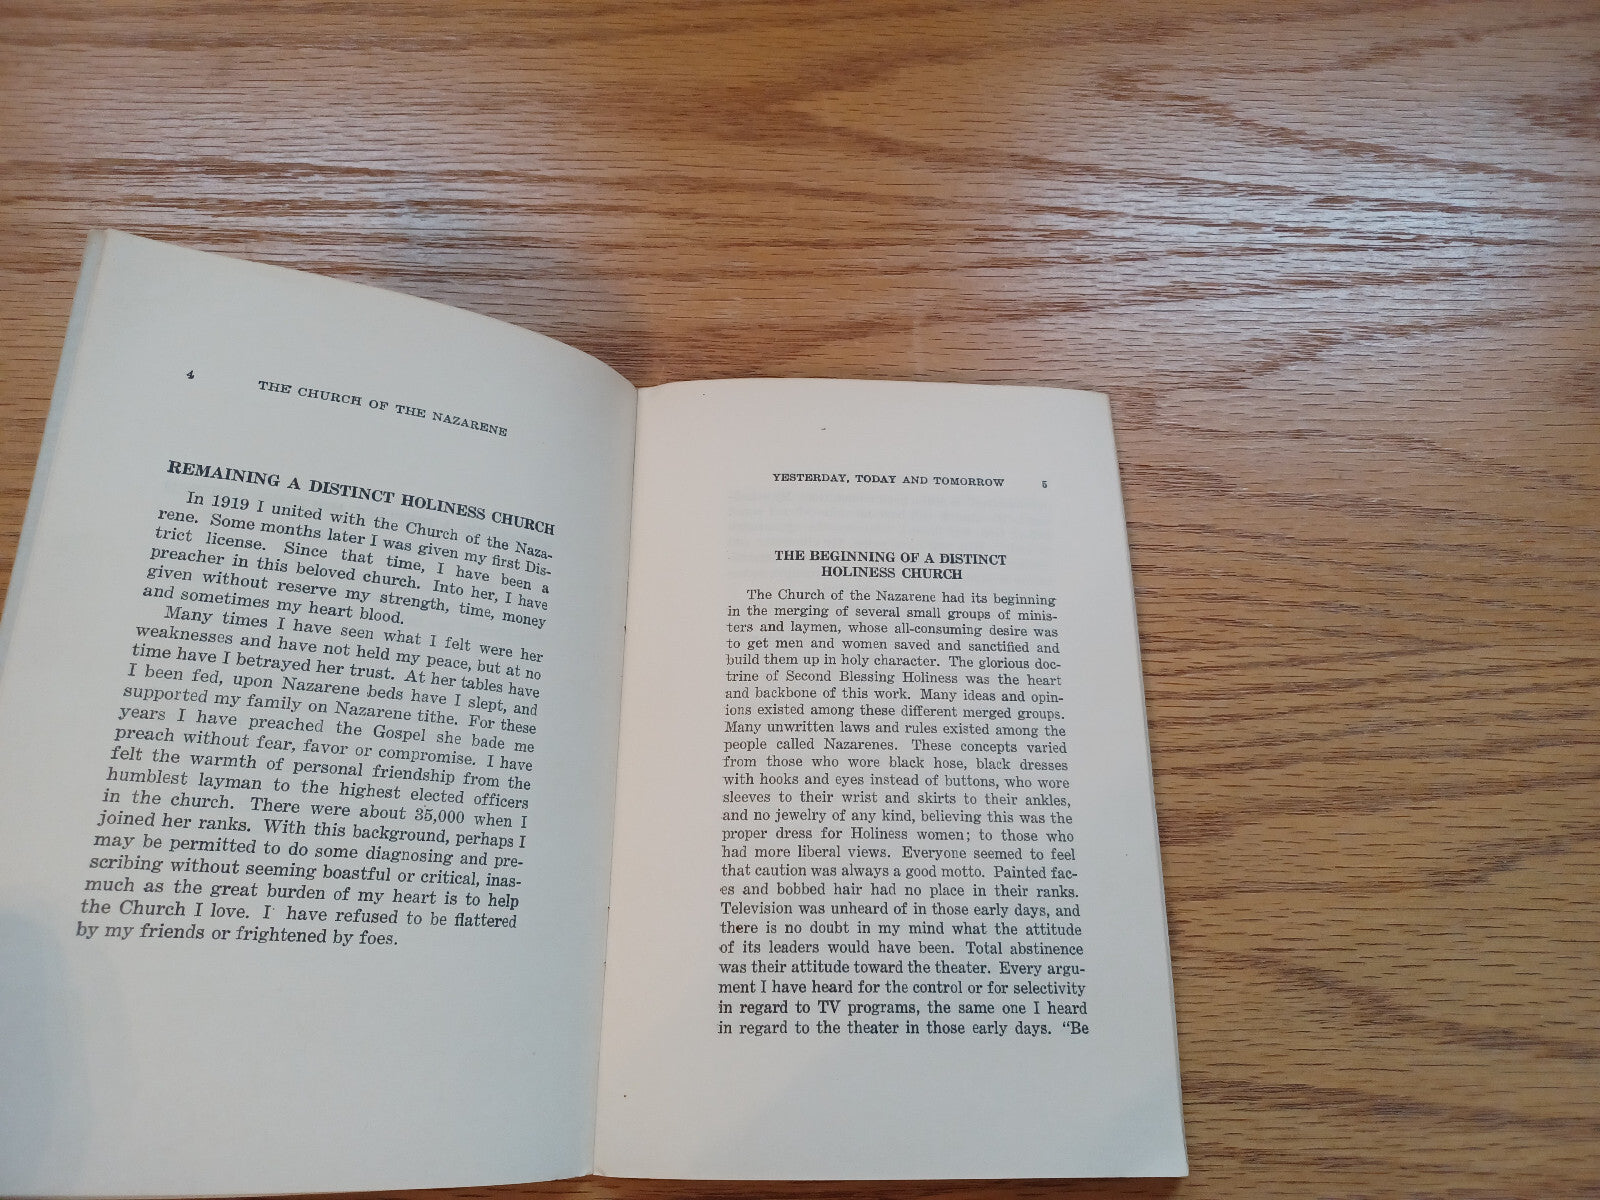 4
THE CHURCH OF THE NAZARENE
REMAINING A DISTINCT HOLINESS CHURCH
In 1919 I united with the Church of the Naza-
rene. Some months later I was given my first Dis-
trict license. Since that time, I have been a
preacher in this beloved church. Into her, I have
given without reserve my strength, time, money
and sometimes my heart blood.
Many times I have seen what I felt were her
weaknesses and have not held my peace, but at no
time have I betrayed her trust. At her tables have
I been fed, upon Nazarene beds have I slept, and
supported my family on Nazarene tithe. For these
years I have preached the Gospel she bade me
preach without fear, favor or compromise. I have
felt the warmth of personal friendship from the
humblest layman to the highest elected officers
in the church. There were about 35,000 when I
joined her ranks. With this background, perhaps I
may be permitted to do some diagnosing and pre-
scribing without seeming boastful or critical, inas-
much as the great burden of my heart is to help
the Church I love. I have refused to be flattered
by my friends or frightened by foes.
YESTERDAY, TODAY AND TOMORROW 5
THE BEGINNING OF A DISTINCT
HOLINESS CHURCH
The Church of the Nazarene had its beginning
in the merging of several small groups of minis-
ters and laymen, whose all-consuming desire was
to get men and women saved and sanctified and
build them up in holy character. The glorious doc-
trine of Second Blessing Holiness was the heart
and backbone of this work. Many ideas and opin-
ions existed among these different merged groups.
Many unwritten laws and rules existed among the
people called Nazarenes. These concepts varied
from those who wore black hose, black dresses
with hooks and eyes instead of buttons, who wore
sleeves to their wrist and skirts to their ankles,
and no jewelry of any kind, believing this was the
proper dress for Holiness women; to those who
had more liberal views. Everyone seemed to feel
that caution was always a good motto. Painted fac-
es and bobbed hair had no place in their ranks.
Television was unheard of in those early days, and
there is no doubt in my mind what the attitude
of its leaders would have been. Total abstinence
was their attitude toward the theater. Every argu-
ment I have heard for the control or for selectivity
in regard to TV programs, the same one I heard
in regard to the theater in those early days. "Be